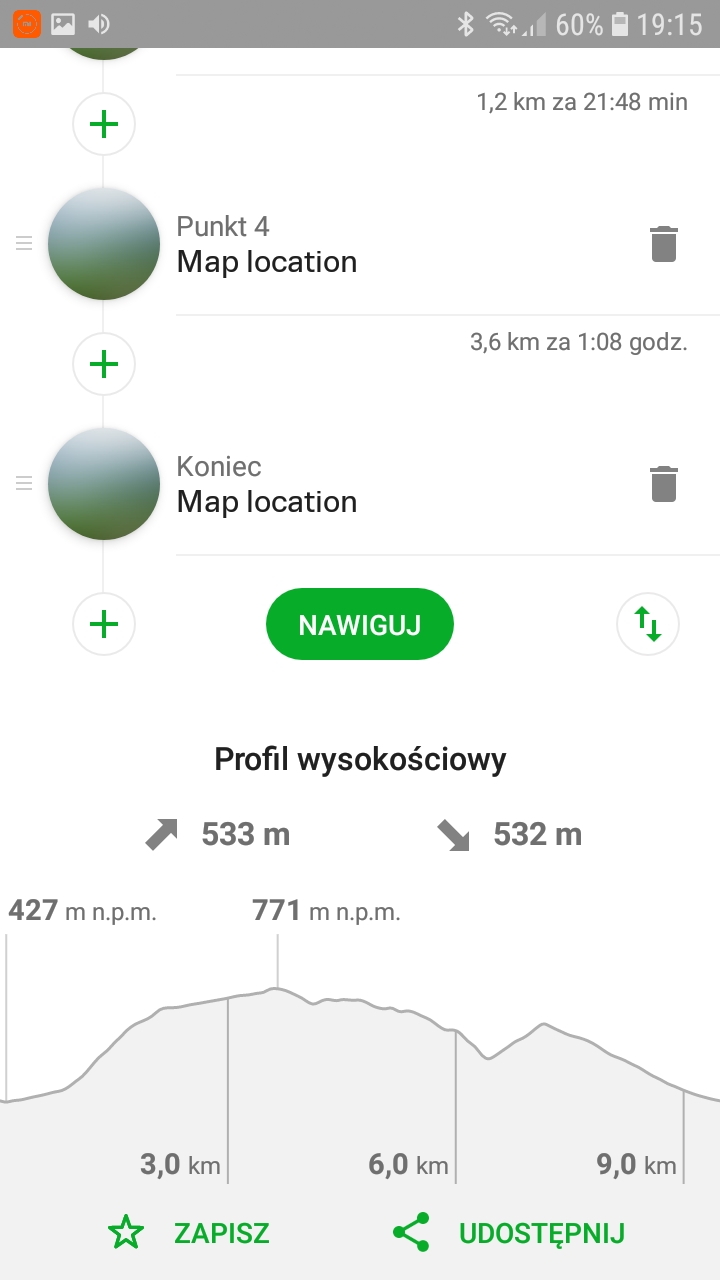 60% 19:15
1,2 km za 21:48 min
Punkt 4
Map location
3,6 km za 1:08 godz.
Koniec
Map location
NAWIGUJ
Profil wysokościowy
533 m 532 m
427 m n.p.m. 771 m n.p.m.
3,0 km 6,0 km 9,0 km
ZAPISZ UDOSTĘPNIJ